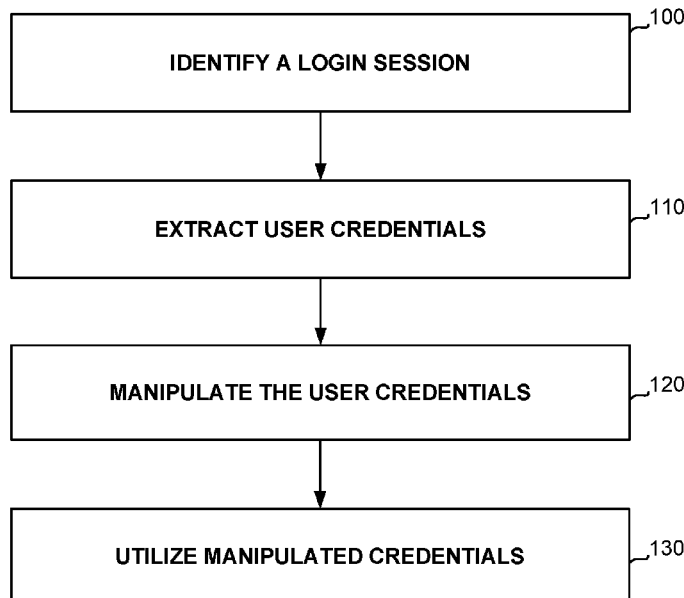 100
IDENTIFY A LOGIN SESSION
110
EXTRACT USER CREDENTIALS
120
MANIPULATE THE USER CREDENTIALS
130
UTILIZE MANIPULATED CREDENTIALS